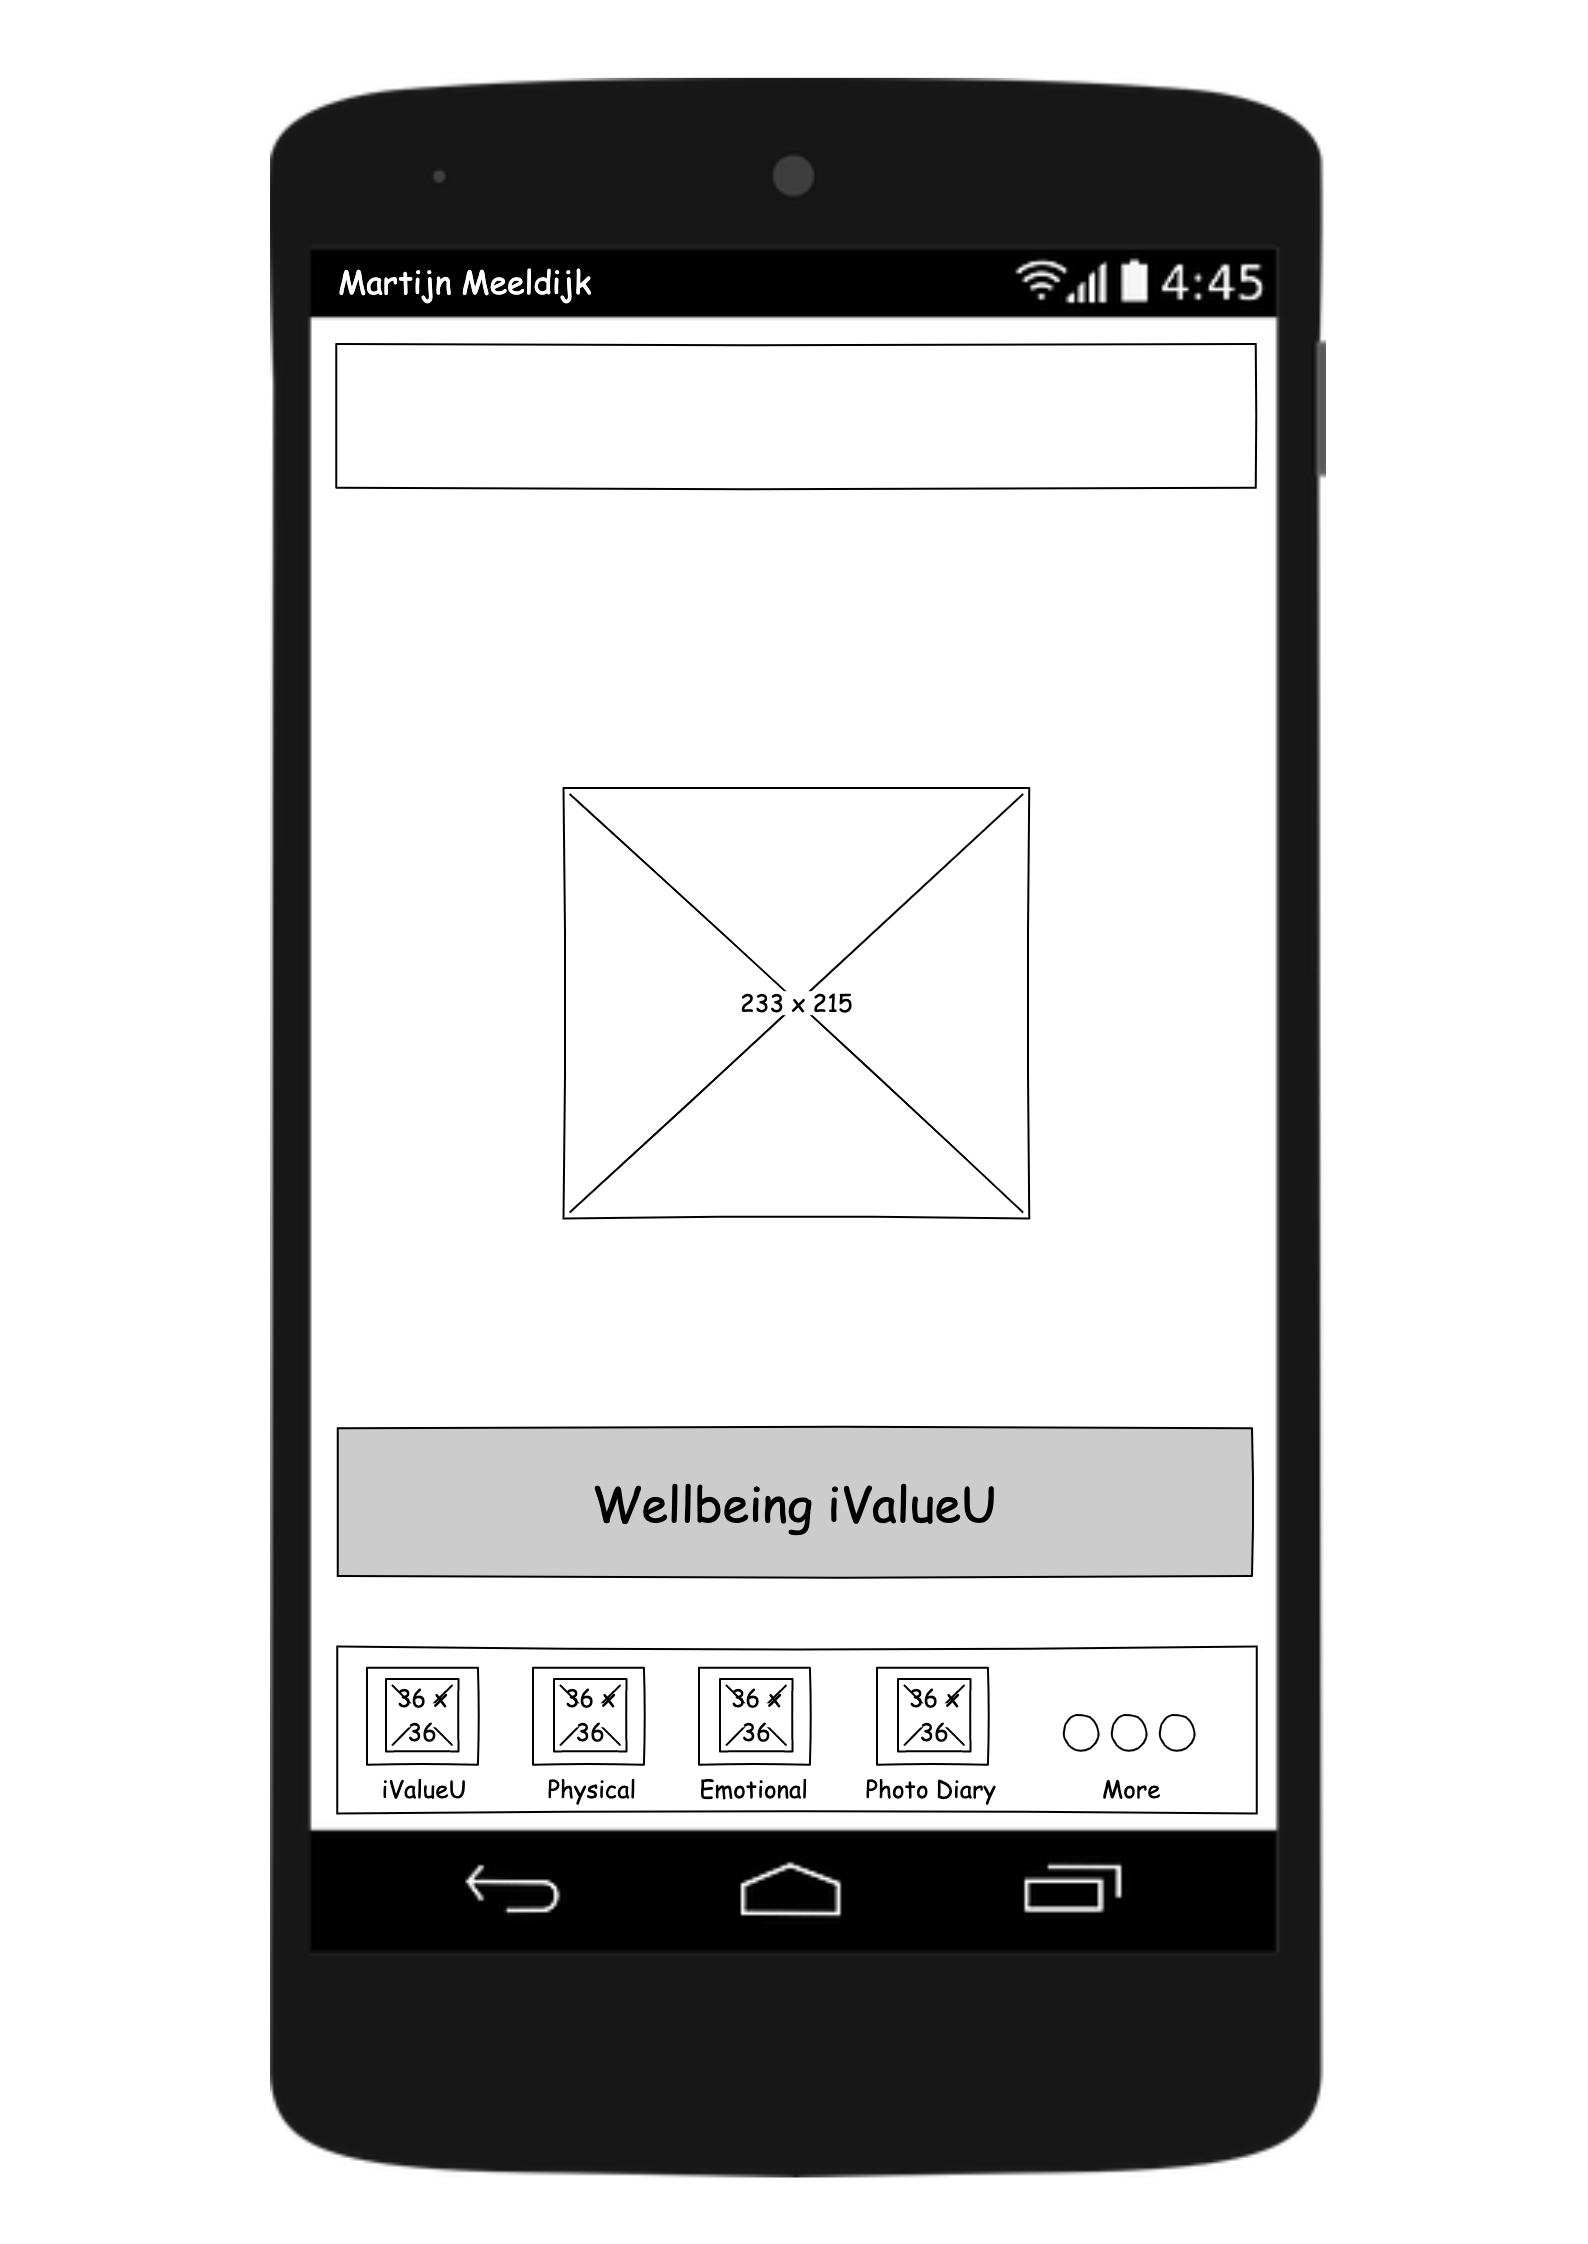 Martijn Meeldijk 4:45
233 x 215
Wellbeing iValueU
36 x 36 x 36 x 36 x
36 36 36 36
iValueU Physical Emotional Photo Diary More